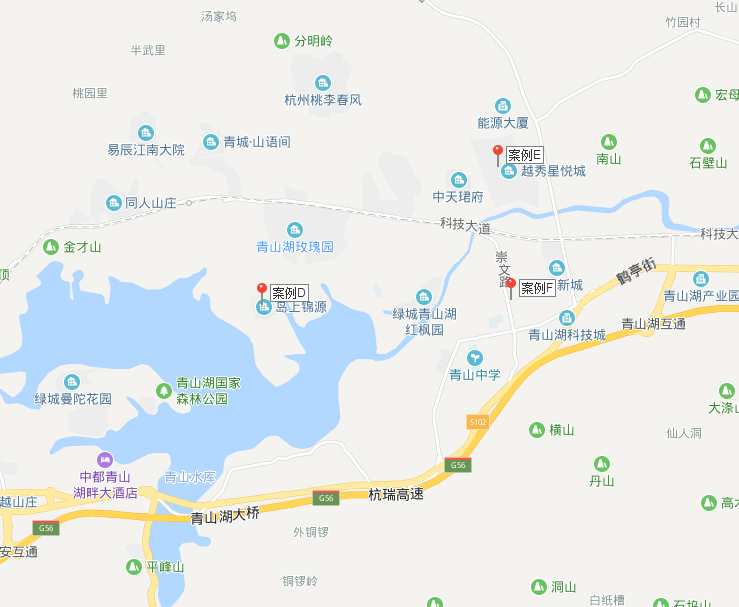 汤家坞
长山
竹园村
分明岭
半武里
桃园里
杭州桃李春风
宏母
能源大厦
易辰江南大院
青城·山语间
南山
石壁山
案例E
越秀星悦城
中天珺府
同人山庄
科技大道
科技大
金才山
青山湖玫瑰园
顶
崇文路
鹤亭街
新城
案例F
青山湖产业园
案例D
岛上锦源
绿城青山湖
红枫园
青山湖科技城
青山湖互通
青山中学
绿城曼陀花园
青山湖国家
森林公园
大涤山
S102
横山
仙人洞
G56
中都青山
湖畔大酒店
青山水库
丹山
越山庄
G56
杭瑞高速
高木
青山湖大桥
G56
外铜锣
安互通
平峰山
铜锣岭
洞山
白纸槽
石坞山